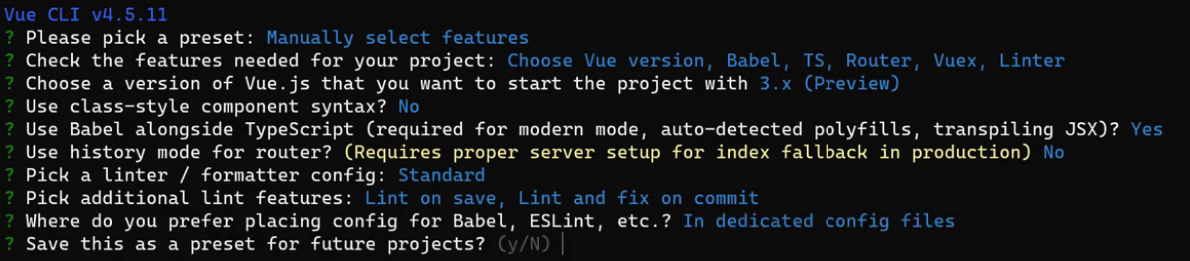 Vue CLI v4.5.11
? Please pick a preset: Manually select features
? Check the features needed for your project: Choose Vue version, Babel, TS, Router, Vuex, Linter
? Choose a version of Vue.js that you want to start the project with 3.x (Preview)
? Use class-style component syntax? No
? Use Babel alongside TypeScript (required for modern mode, auto-detected polyfills, transpiling JSX)? Yes
? Use history mode for router? (Requires proper server setup for index fallback in production) No
? Pick a linter / formatter config: Standard
? Pick additional lint features: Lint on save, Lint and fix on commit
? Where do you prefer placing config for Babel, ESLint, etc.? In dedicated config files
? Save this as a preset for future projects? (y/N)